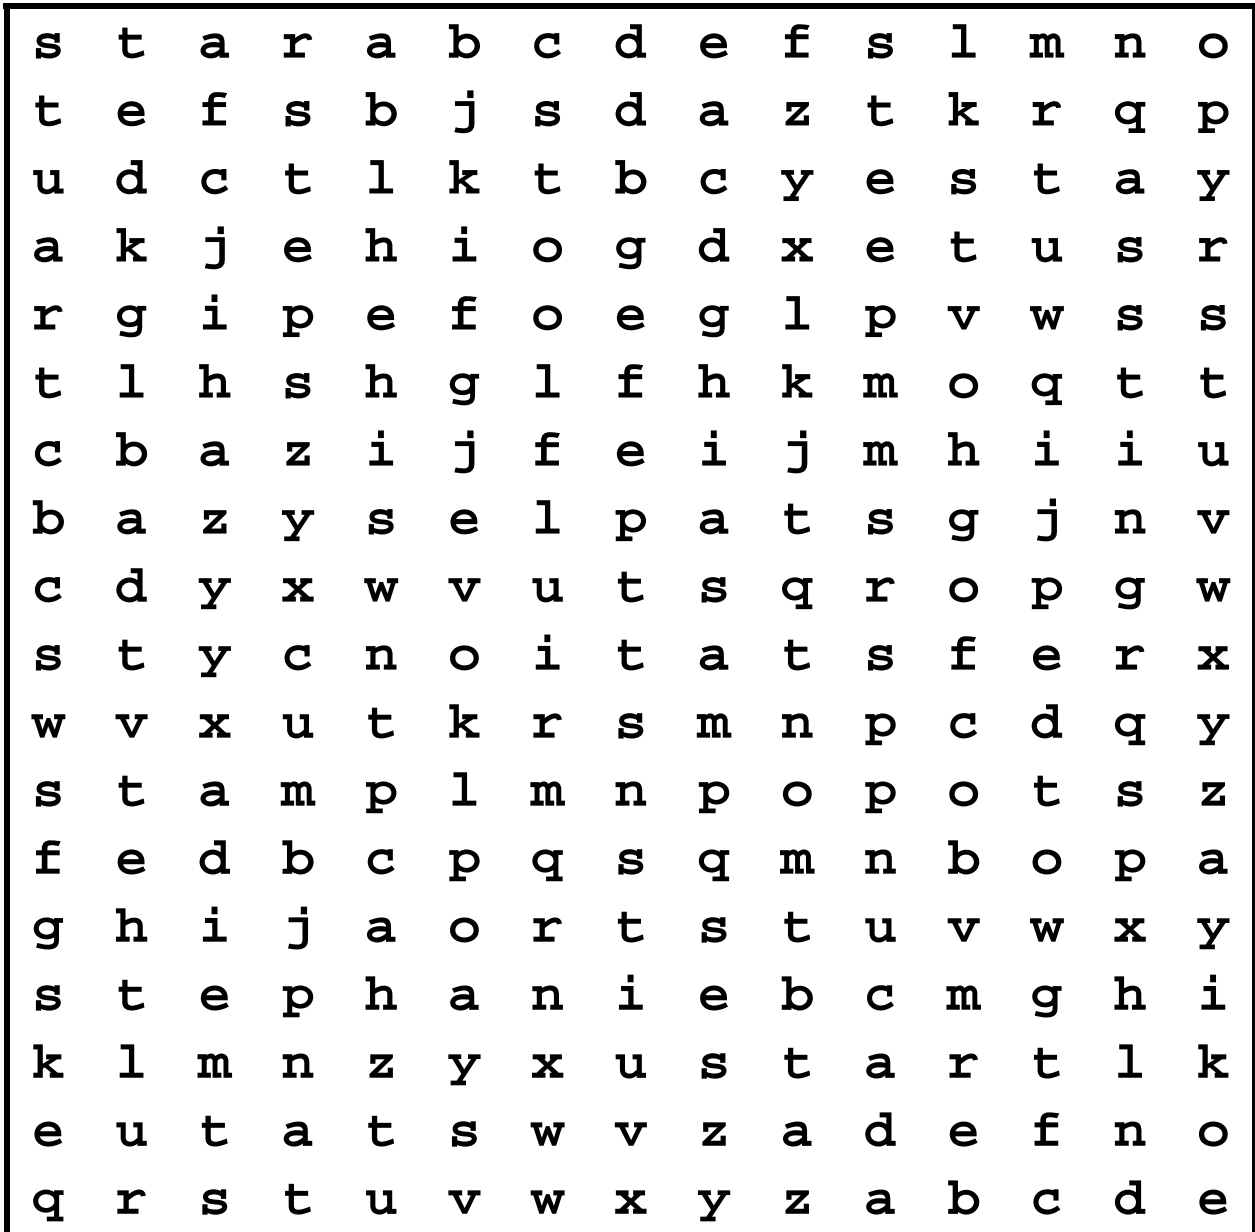 s t a r a b c d e f s l m n o
t e f s b j s d a z t k r q p
u d c t l k t b c y e s t a y
a k j e h i o g d x e t u s r
r g i p e f o e g l p v w s s
t l h s h g l f h k m o q t t
c b a z i j f e i j m h i i u
b a z y s e l p a t s g j n v
c d y x w v u t s q r o p g w
s t y c n o i t a t s f e r x
w v x u t k r s m n p c d q y
s t a m p l m n p o p o t s z
f e d b c p q s q m n b o p a
g h i j a o r t s t u v w x y
s t e p h a n i e b c m g h i
k l m n z y x u s t a r t l k
e u t a t s w v z a d e f n o
q r s t u v w x y z a b c d e